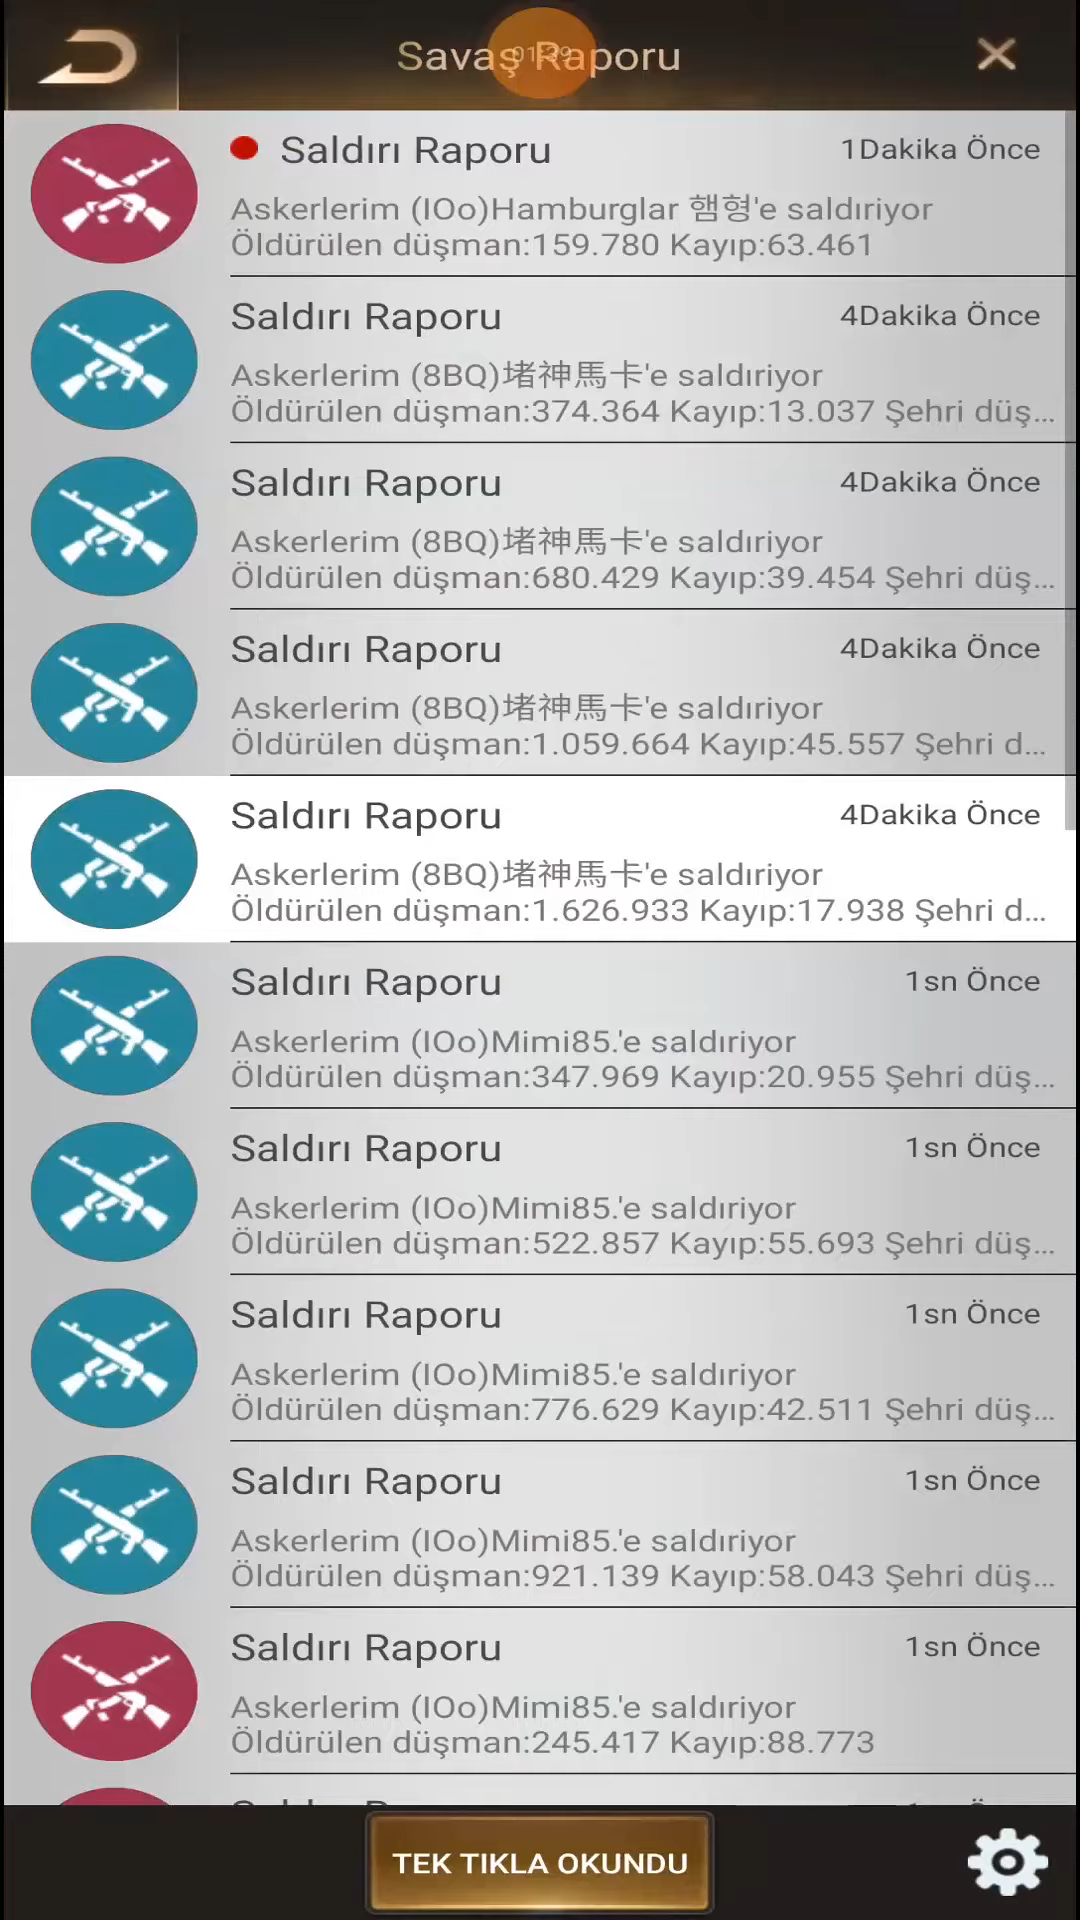 Savaş Raporu
01:39
Saldırı Raporu 1Dakika Önce
Askerlerim (IOo)Hamburglar 햄형'e saldırıyor
Öldürülen düşman:159.780 Kayıp:63.461
Saldırı Raporu 4Dakika Önce
Askerlerim (8BQ)堵神馬卡'e saldırıyor
Öldürülen düşman:374.364 Kayıp:13.037 Şehri düş...
Saldırı Raporu 4Dakika Önce
Askerlerim (8BQ)堵神馬卡'e saldırıyor
Öldürülen düşman:680.429 Kayıp:39.454 Şehri düş...
Saldırı Raporu 4Dakika Önce
Askerlerim (8BQ)堵神馬卡'e saldırıyor
Öldürülen düşman:1.059.664 Kayıp:45.557 Şehri d...
Saldırı Raporu 4Dakika Önce
Askerlerim (8BQ)堵神馬卡'e saldırıyor
Öldürülen düşman:1.626.933 Kayıp:17.938 Şehri d...
Saldırı Raporu 1sn Önce
Askerlerim (IOo)Mimi85.'e saldırıyor
Öldürülen düşman:347.969 Kayıp:20.955 Şehri düş...
Saldırı Raporu 1sn Önce
Askerlerim (IOo)Mimi85.'e saldırıyor
Öldürülen düşman:522.857 Kayıp:55.693 Şehri düş...
Saldırı Raporu 1sn Önce
Askerlerim (IOo)Mimi85.'e saldırıyor
Öldürülen düşman:776.629 Kayıp:42.511 Şehri düş...
Saldırı Raporu 1sn Önce
Askerlerim (IOo)Mimi85.'e saldırıyor
Öldürülen düşman:921.139 Kayıp:58.043 Şehri düş...
Saldırı Raporu 1sn Önce
Askerlerim (IOo)Mimi85.'e saldırıyor
Öldürülen düşman:245.417 Kayıp:88.773
TEK TIKLA OKUNDU